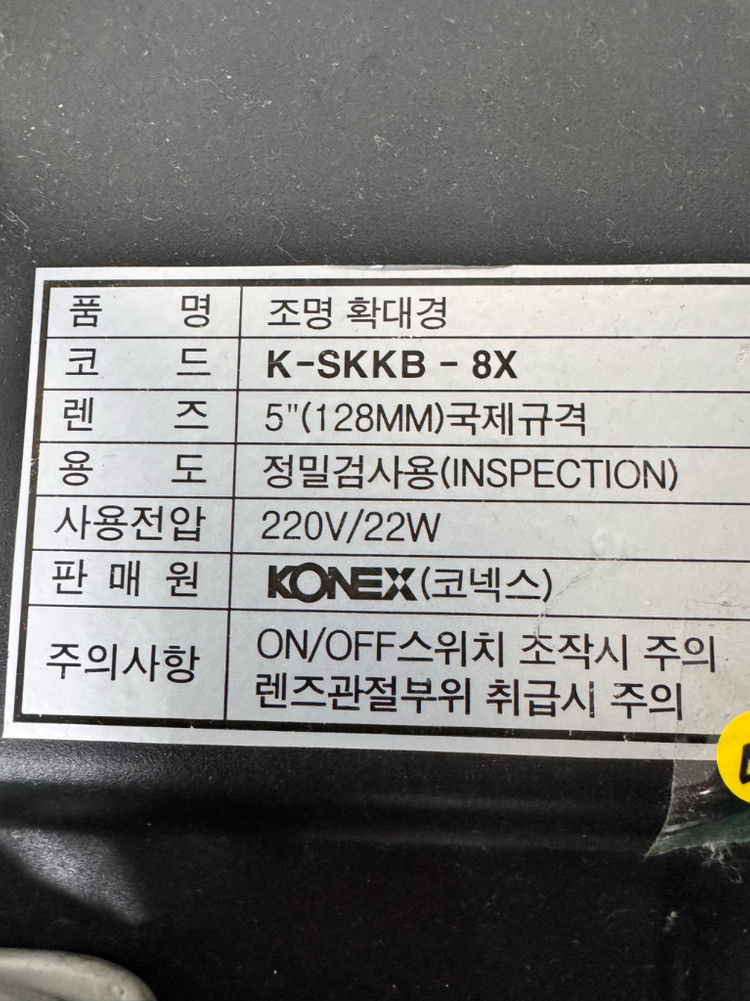 품 명 조명 확대경
코 드 K-SKKB - 8X
렌 즈 5"(128MM)국제규격
용 도 정밀검사용(INSPECTION)
사용전압 220V/22W
판 매 원 KONEX(코넥스)
주의사항 ON/OFF스위치 조작시 주의
렌즈관절부위 취급시 주의